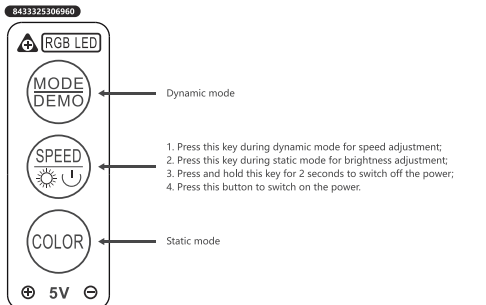 8433325306960
RGB LED
MODE
DEMO
Dynamic mode
SPEED
1. Press this key during dynamic mode for speed adjustment;
2. Press this key during static mode for brightness adjustment;
3. Press and hold this key for 2 seconds to switch off the power;
4. Press this button to switch on the power.
COLOR
Static mode
5V